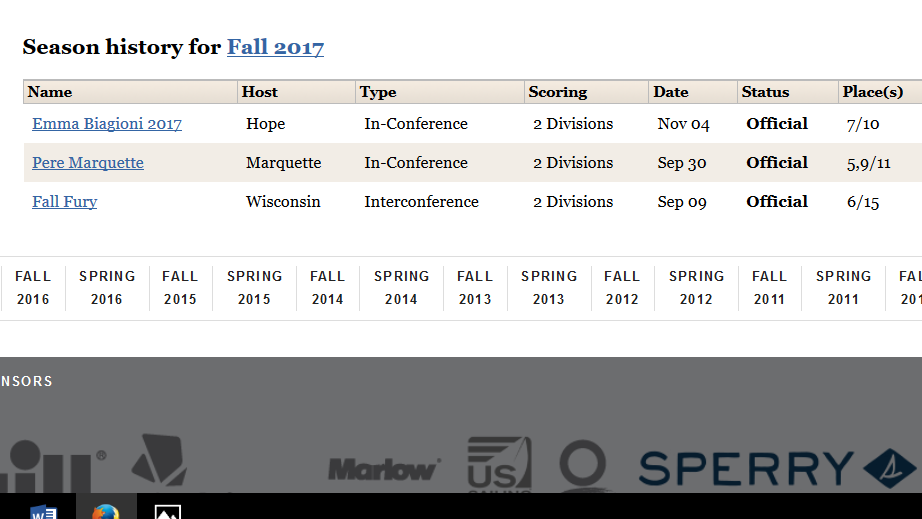 Season history for Fall 2017
Name Host Type Scoring Date Status Place(s)
Emma Biagioni 2017 Hope In-Conference 2 Divisions Nov 04 Official 7/10
Pere Marquette Marquette In-Conference 2 Divisions Sep 30 Official 5,9/11
Fall Fury Wisconsin Interconference 2 Divisions Sep 09 Official 6/15
FALL SPRING FALL SPRING FALL SPRING FALL SPRING FALL SPRING FALL SPRING FAL
2016 2016 2015 2015 2014 2014 2013 2013 2012 2012 2011 2011 201
NSORS
ill® Marlow US SPERRY
SAILING
W